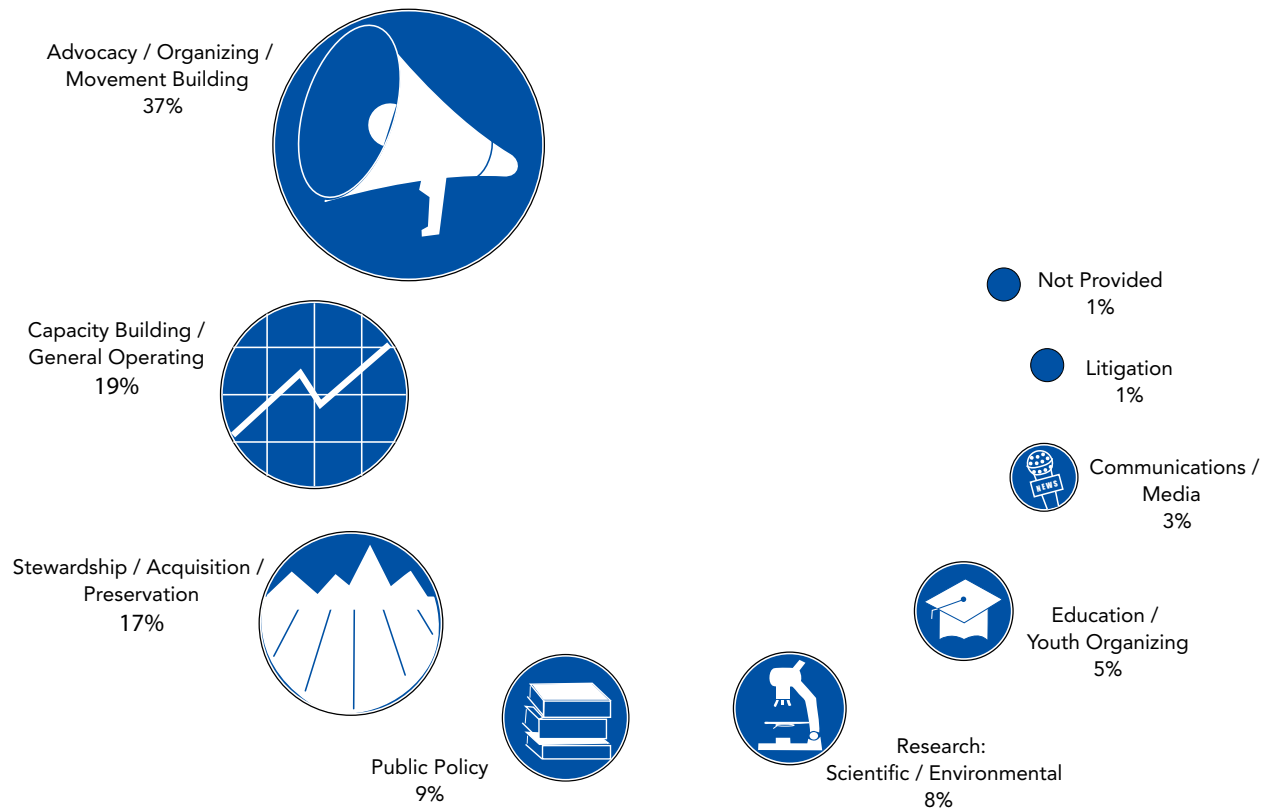 Advocacy / Organizing /
Movement Building
37%
Capacity Building /
General Operating
19%
Stewardship / Acquisition /
Preservation
17%
Public Policy
9%
Research:
Scientific / Environmental
8%
Education /
Youth Organizing
5%
NEWS
Communications /
Media
3%
Litigation
1%
Not Provided
1%